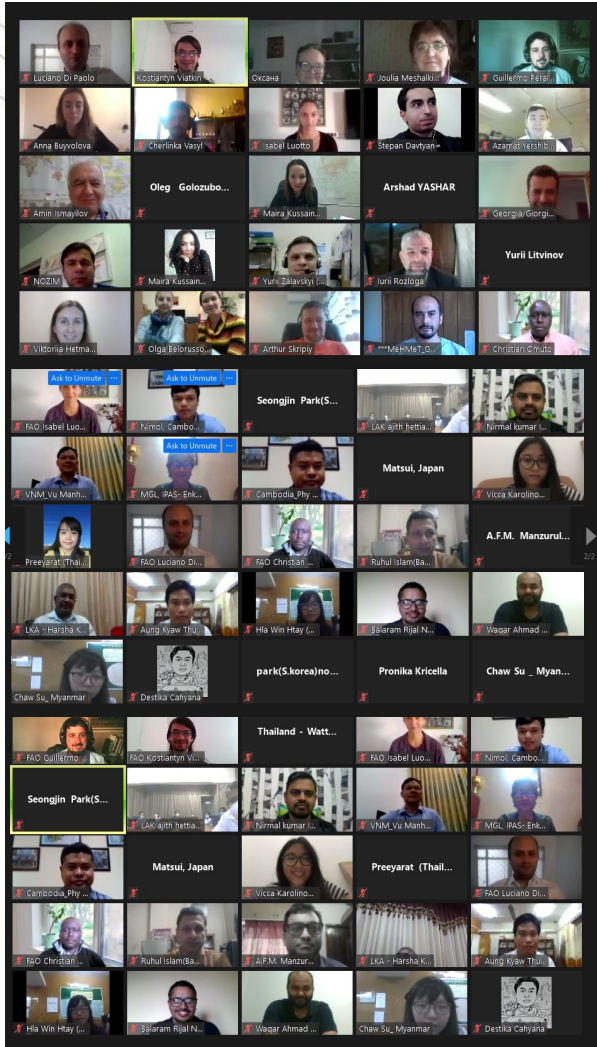 Luciano Di Paolo
Kostiantyn Viatkin
Оксана
Joulia Meshalki...
Guillermo Peral...
Anna Buyvolova
Cherlinka Vasyl
Isabel Luotto
Stepan Davtyan
Azamat Yershib...
Amin Ismayilov
Oleg Golozubo...
Maira Kussain...
Arshad YASHAR
Georgia/Giorgi...
NOZIM
Maira Kussain...
Yurii Zalavskyi (...
Iurii Rozloga
Yurii Litvinov
Viktoriia Hetma...
Olga Belorusso...
Arthur Skripiy
***MeHMeT_G...
Christian Omuto
Ask to Unmute ...
Ask to Unmute ...
FAO Isabel Luo...
Nimol, Cambo...
Seongjin Park(S...
LAK ajith hettia...
Nirmal kumar I...
Ask to Unmute ...
VNM_Vu Manh...
MGL, IPAS- Enk...
Cambodia_Phy ...
Matsui, Japan
Vicca Karolino...
/2
Preeyarat (Thai...
FAO Luciano Di...
FAO Christian ...
Ruhul Islam(Ba...
A.F.M. Manzurul...
2/2
LKA - Harsha K...
Aung Kyaw Thu...
Hla Win Htay (...
Balaram Rijal N...
Waqar Ahmad ...
Chaw Su_ Myanmar
Destika Cahyana
park(S.korea)no...
Pronika Kricella
Chaw Su _ Myan...
FAO Guillermo ...
FAO Kostiantyn Vi...
Thailand - Watt...
FAO Isabel Luo...
Nimol, Cambo...
Seongjin Park(S...
LAK ajith hettia...
Nirmal kumar I...
VNM_Vu Manh...
MGL, IPAS- Enk...
Cambodia_Phy ...
Matsui, Japan
Vicca Karolino...
Preeyarat (Thail...
FAO Luciano Di...
FAO Christian ...
Ruhul Islam(Ba...
A.F.M. Manzur...
LKA - Harsha K...
Aung Kyaw Thu...
Hla Win Htay (...
Balaram Rijal N...
Waqar Ahmad ...
Chaw Su_ Myanmar
Destika Cahyana